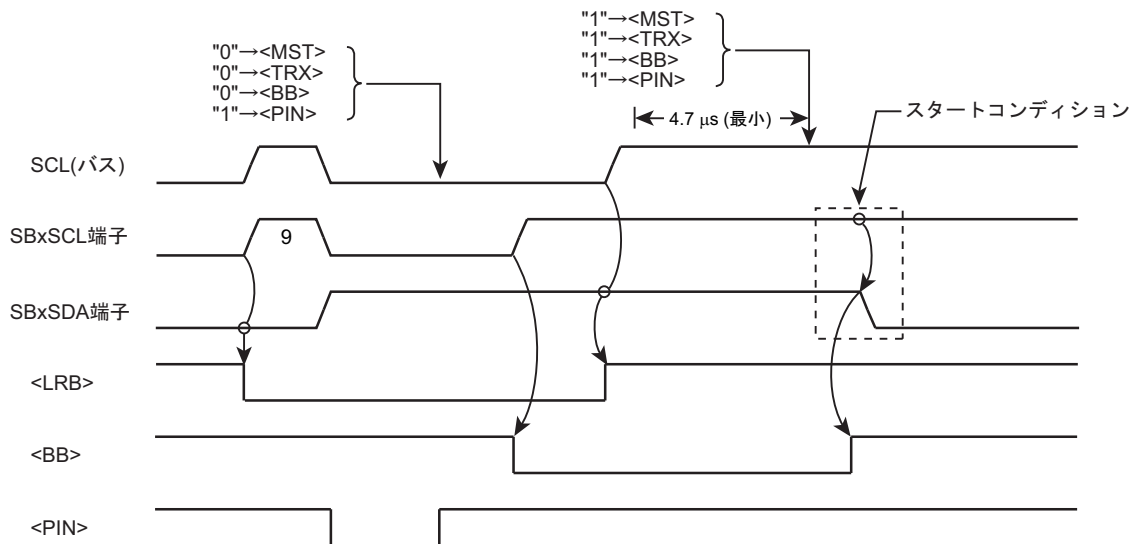 "0"→<MST>
"0"→<TRX>
"0"→<BB>
"1"→<PIN>
"1"→<MST>
"1"→<TRX>
"1"→<BB>
"1"→<PIN>
4.7 μs (最小)
スタートコンディション
SCL(バス)
SBxSCL端子
9
SBxSDA端子
<LRB>
<BB>
<PIN>